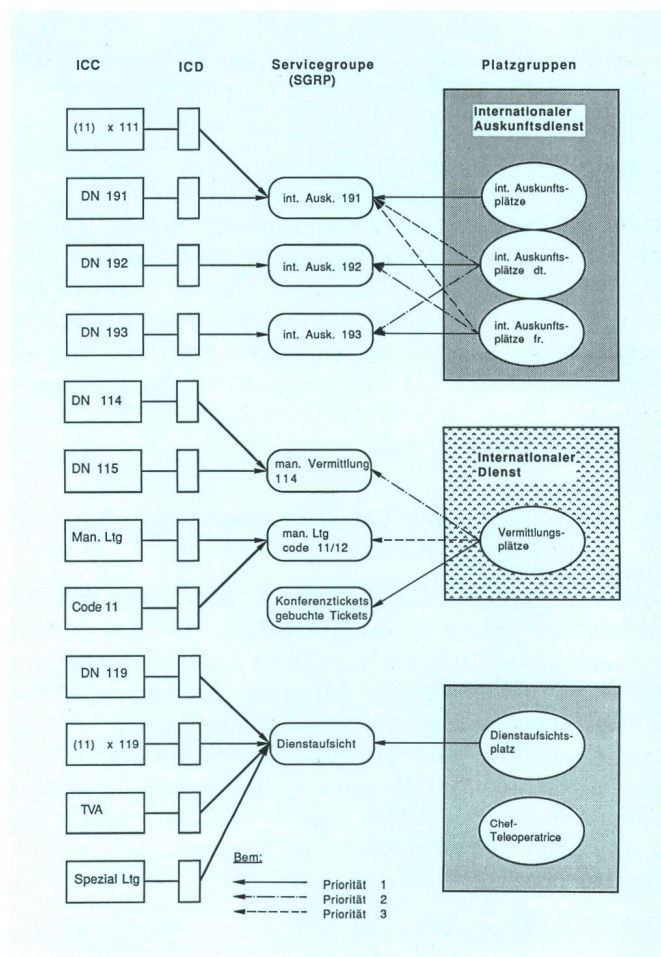 ICC ICD Servicegroupe Platzgruppen
(SGRP)
Internationaler
Auskunftsdienst
(11) x 111
DN 191
int. Ausk. 191
int. Auskunfts-
plätze
DN 192
int. Ausk. 192
int. Auskunfts-
plätze dt.
DN 193
int. Ausk. 193
int. Auskunfts-
plätze fr.
DN 114
DN 115
man. Vermittlung
114
Internationaler
Dienst
Man. Ltg
man. Ltg
code 11/12
Vermittlungs-
plätze
Code 11
Konferenztickets
gebuchte Tickets
DN 119
(11) x 119
Dienstaufsicht
Dienstaufsichts-
platz
TVA
Chef-
Teleoperatrice
Spezial Ltg
Bem:
Priorität 1
Priorität 2
Priorität 3